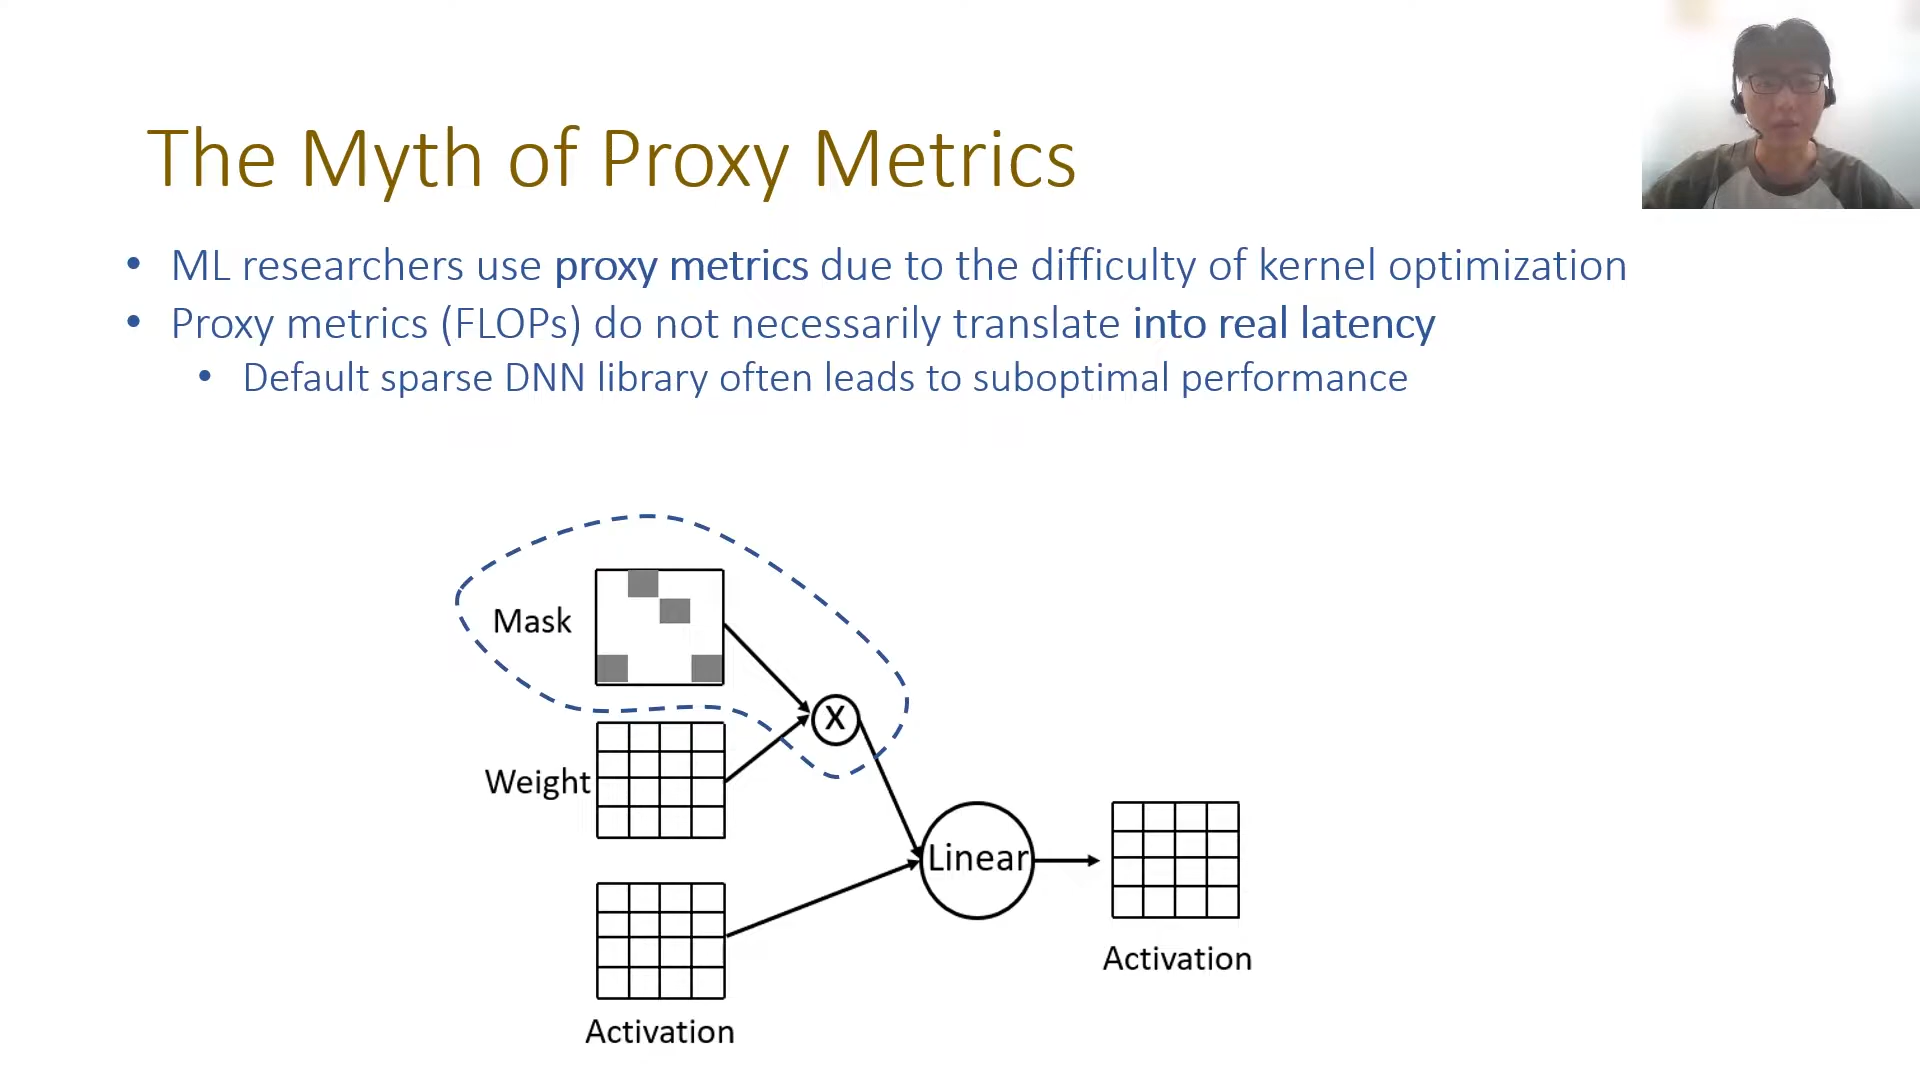 The Myth of Proxy Metrics
• ML researchers use proxy metrics due to the difficulty of kernel optimization
• Proxy metrics (FLOPs) do not necessarily translate into real latency
• Default sparse DNN library often leads to suboptimal performance
Mask
X
Weight
Linear
Activation
Activation